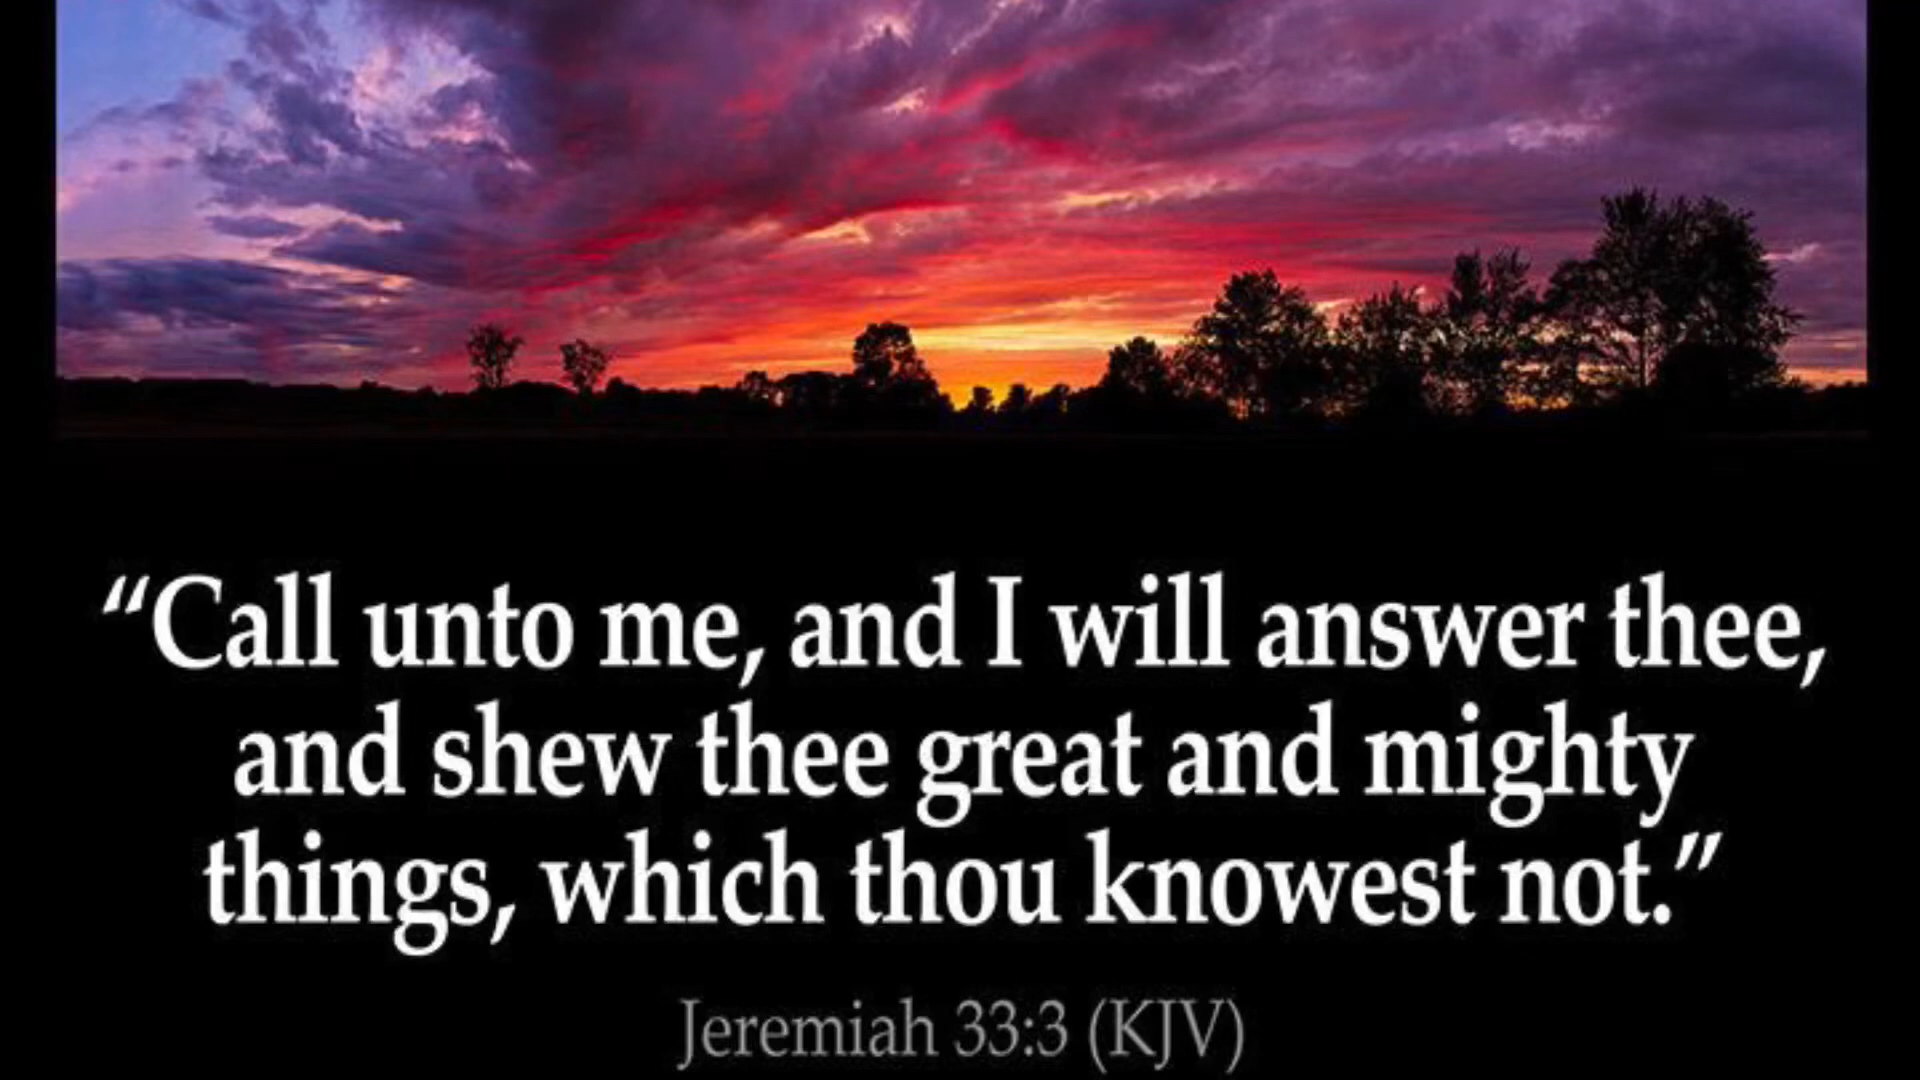 “Call unto me, and I will answer thee,
and shew thee great and mighty
things, which thou knowest not.”
Jeremiah 33:3 (KJV)